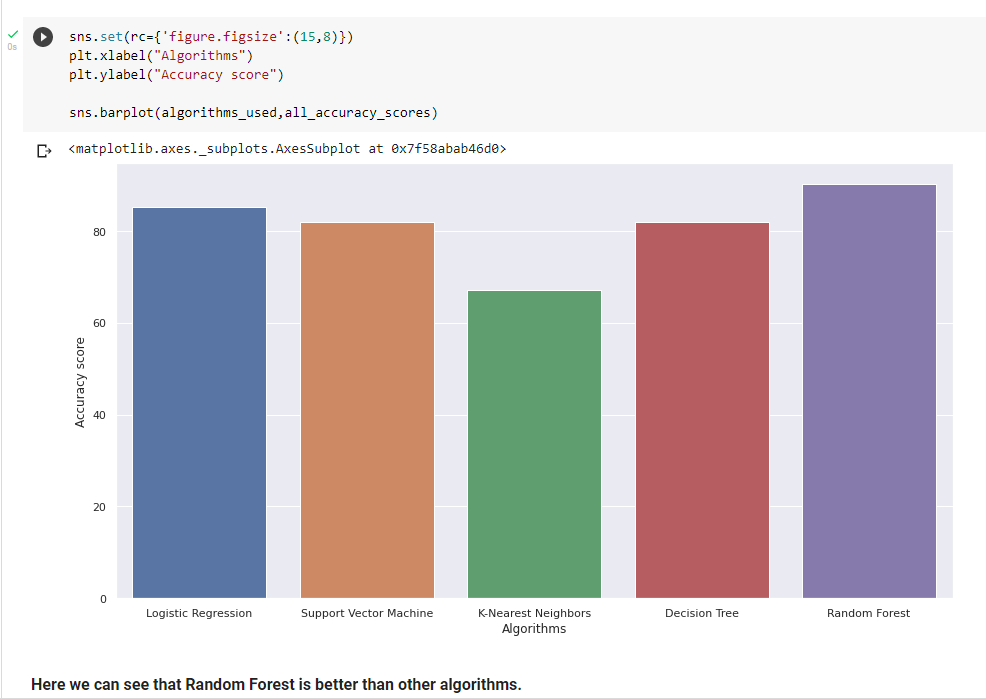 0s
sns.set(rc={'figure.figsize':(15,8)})
plt.xlabel("Algorithms")
plt.ylabel("Accuracy score")
sns.barplot(algorithms_used,all_accuracy_scores)
<matplotlib.axes._subplots.AxesSubplot at 0x7f58abab46d0>
80
60
40
20
0
Accuracy score
Logistic Regression Support Vector Machine K-Nearest Neighbors Decision Tree Random Forest
Algorithms
Here we can see that Random Forest is better than other algorithms.